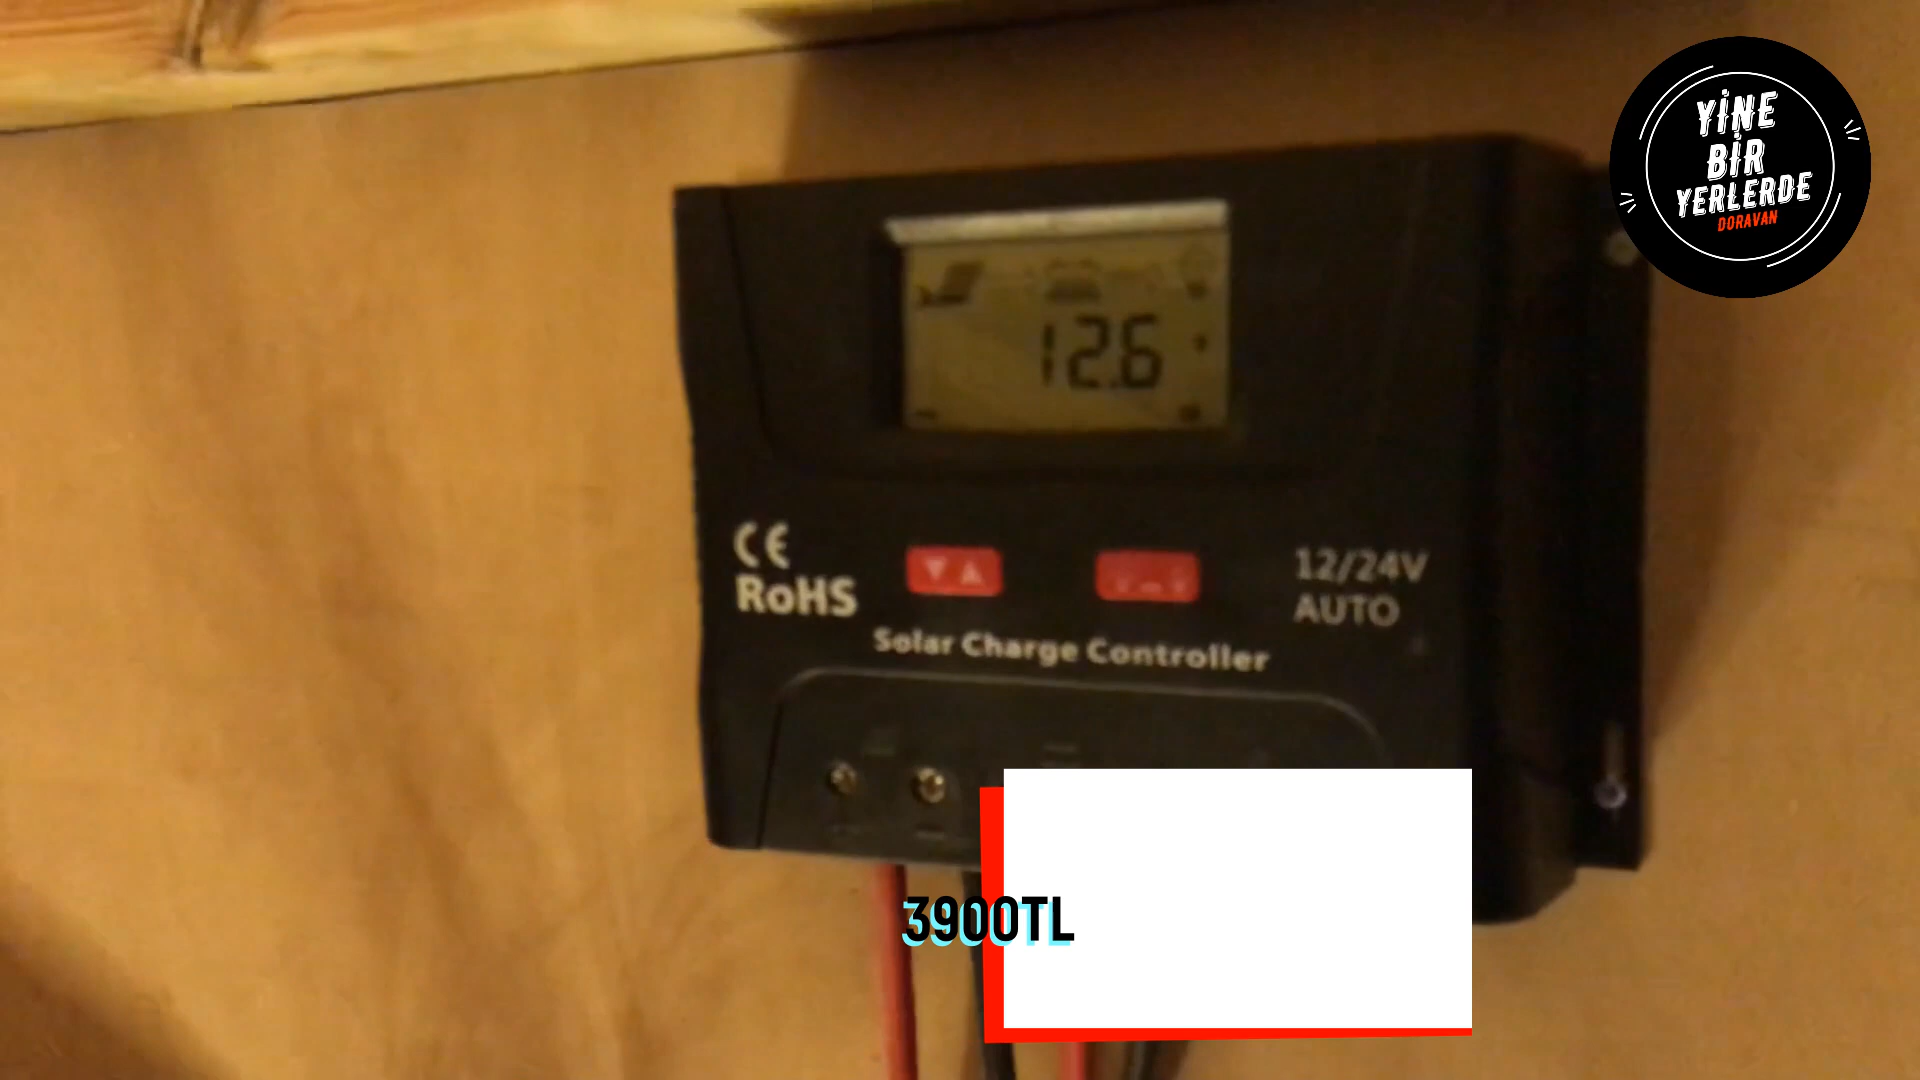 YİNE
BİR
YERLERDE
DORAVAN
12.6
CE
RoHS
12/24V
AUTO
Solar Charge Controller
3900TL